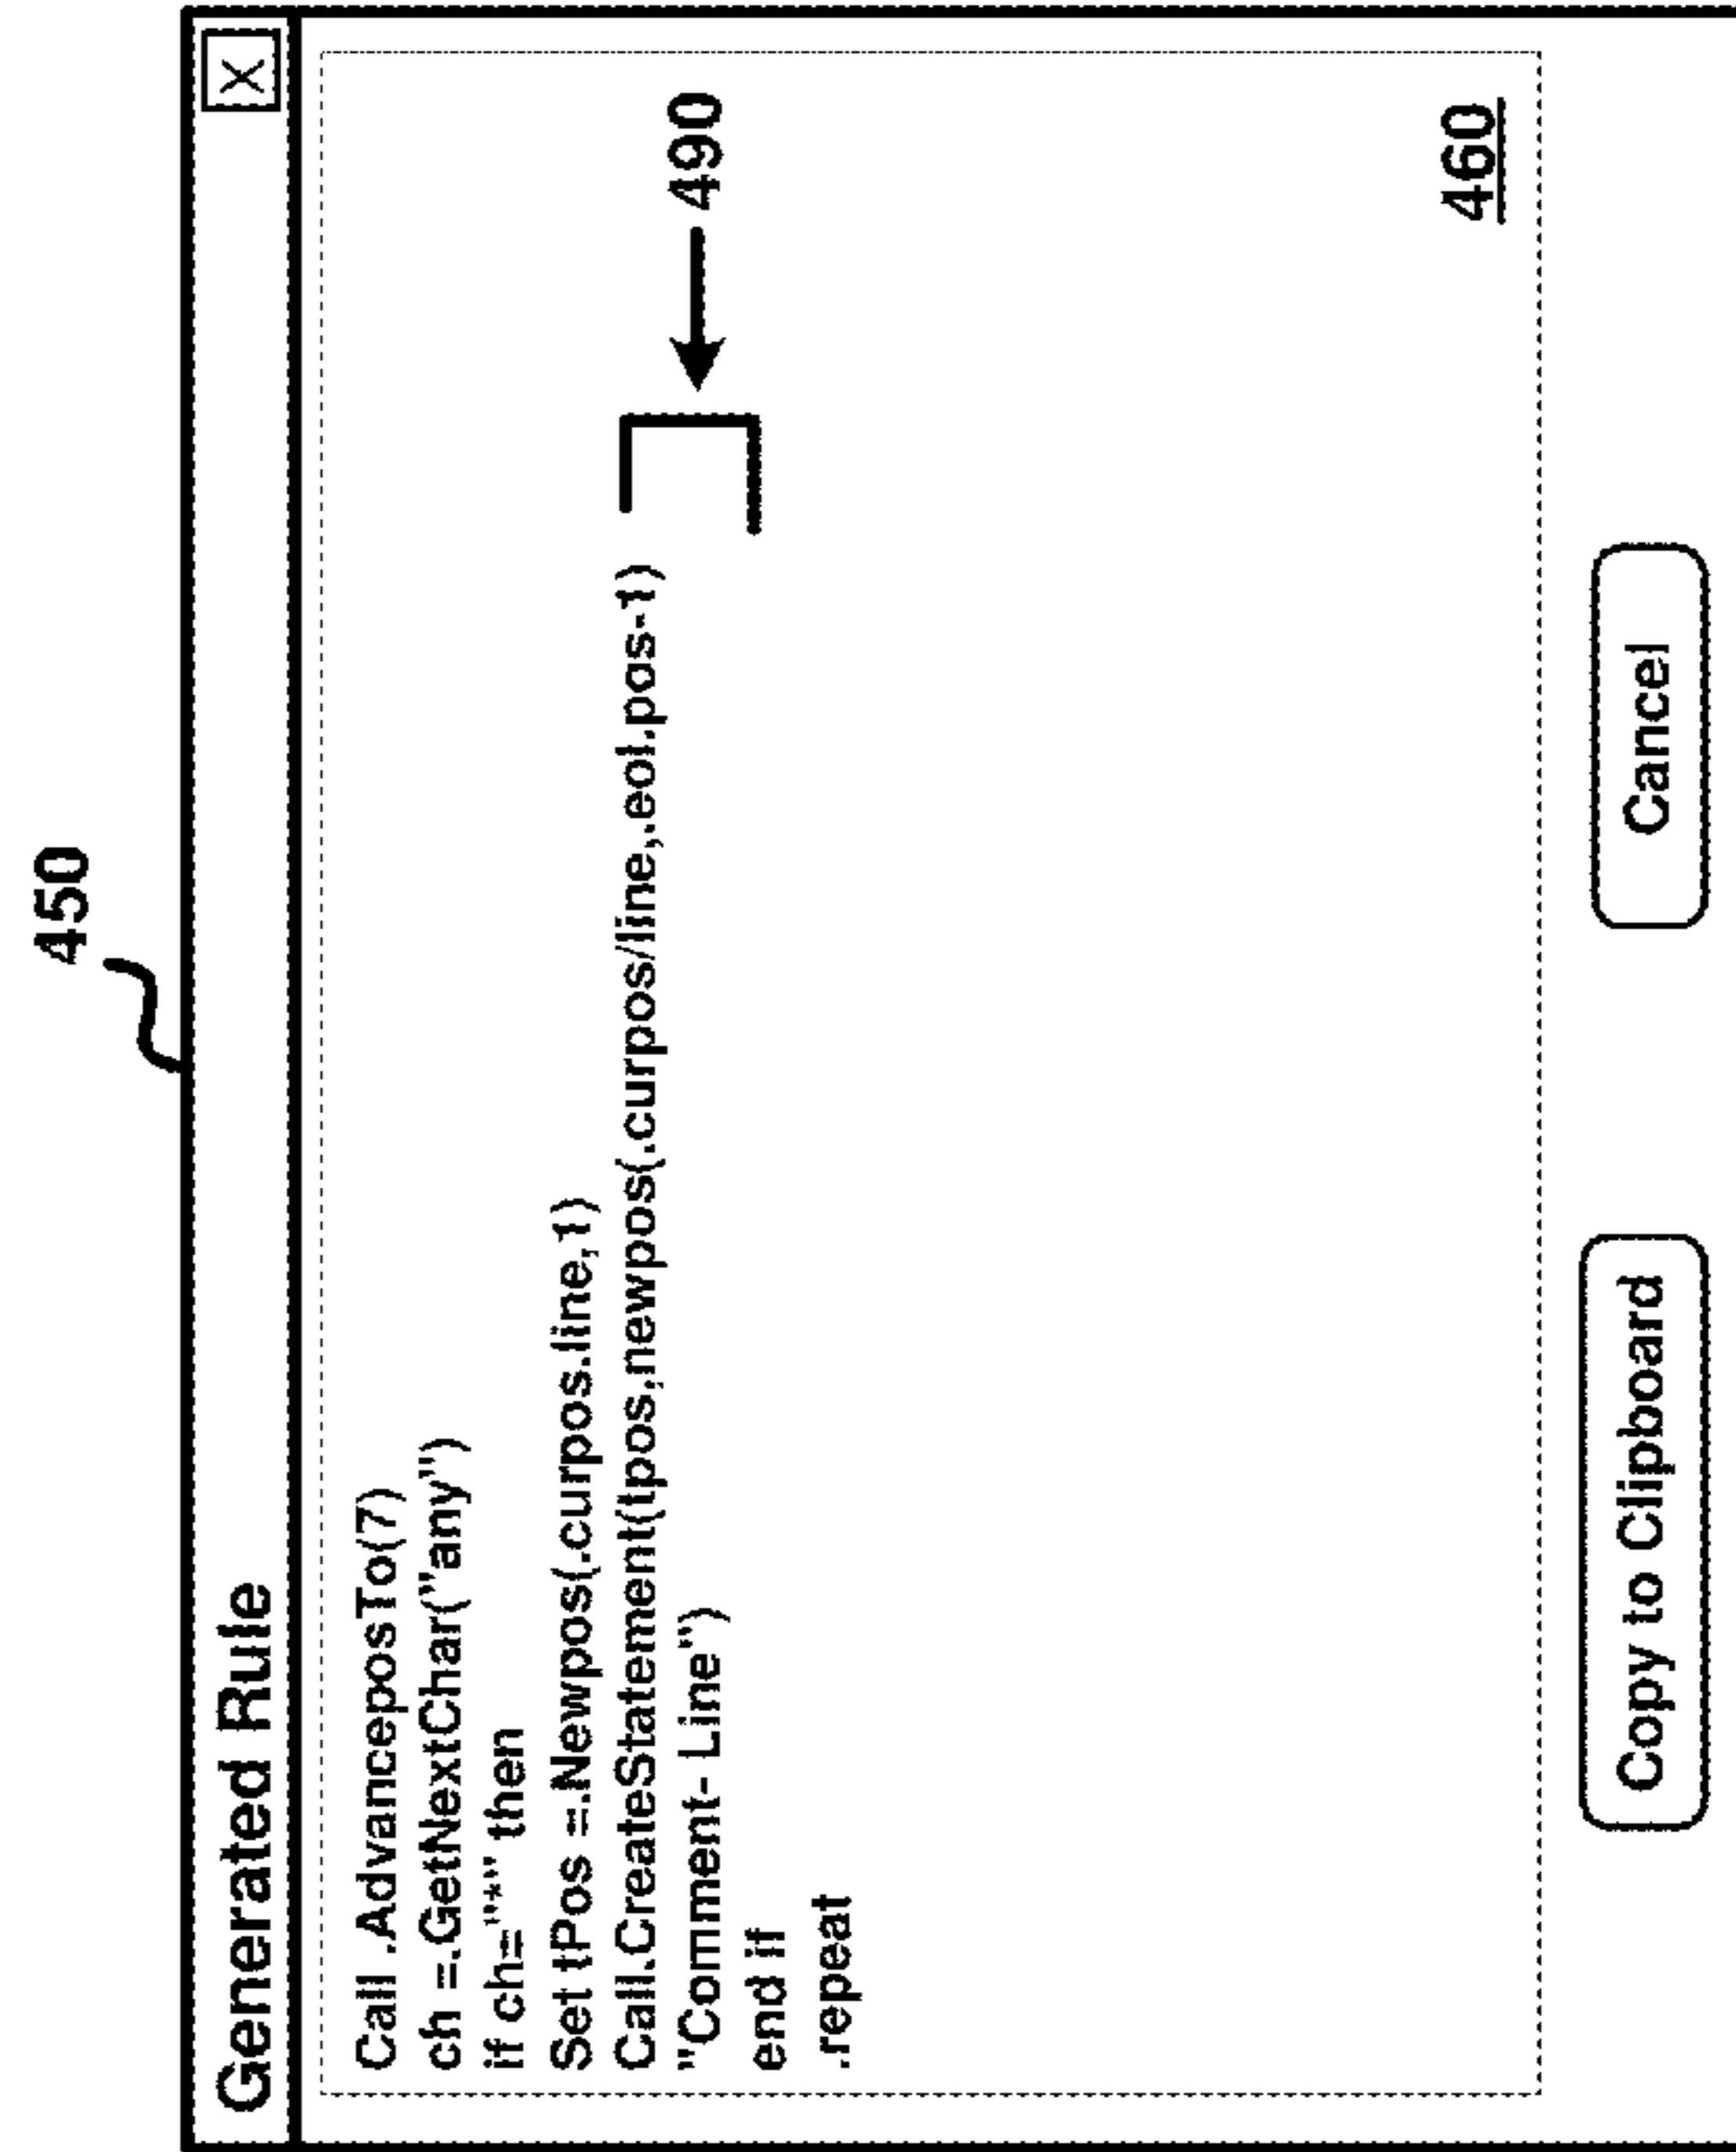 450
Generated Rule
X
Call .AdvanceposTo(7)
ch =.GetNextChar("any")
if ch="*" then
Set tPos =.Newpos(.curpos.line,1)
Call.CreateStatement(tpos,newpos(.curpos/line,.eol.pos-1)
"Comment- Line")
end if
.repeat
490
460
Copy to Clipboard
Cancel